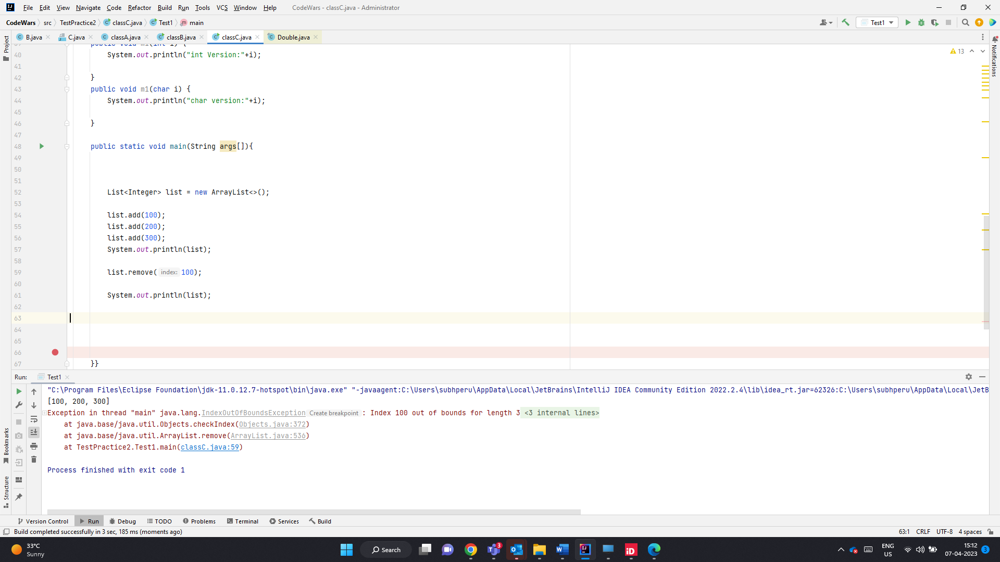 File Edit View Navigate Code Refactor Build Run Tools VCS Window Help CodeWars - classC.java - Administrator
CodeWars src TestPractice2 classC.java Test1 main Test1
B.java C.java classA.java classB.java classC.java Double.java
Project
Notifications
13
39 public void m1(int i) {
40 System.out.println("int Version:"+i);
41
42 }
43 public void m1(char i) {
44 System.out.println("char version:"+i);
45
46 }
47
48 public static void main(String args[]){
49
50
51
52 List<Integer> list = new ArrayList<>();
53
54 list.add(100);
55 list.add(200);
56 list.add(300);
57 System.out.println(list);
58
59 list.remove( index: 100);
60
61 System.out.println(list);
62
63
64
65
66
67 }}
Run: Test1
"C:\Program Files\Eclipse Foundation\jdk-11.0.12.7-hotspot\bin\java.exe" "-javaagent:C:\Users\subhperu\AppData\Local\JetBrains\IntelliJ IDEA Community Edition 2022.2.4\lib\idea_rt.jar=62326:C:\Users\subhperu\AppData\Local\JetB
[100, 200, 300]
Exception in thread "main" java.lang.IndexOutOfBoundsException Create breakpoint : Index 100 out of bounds for length 3 <3 internal lines>
at java.base/java.util.Objects.checkIndex(Objects.java:372)
at java.base/java.util.ArrayList.remove(ArrayList.java:536)
at TestPractice2.Test1.main(classC.java:59)
Process finished with exit code 1
Bookmarks
Structure
Version Control Run Debug TODO Problems Terminal Services Build
Build completed successfully in 3 sec, 185 ms (moments ago) 63:1 CRLF UTF-8 4 spaces
33°C
Sunny
Search
3
ENG
US
15:12
07-04-2023
3